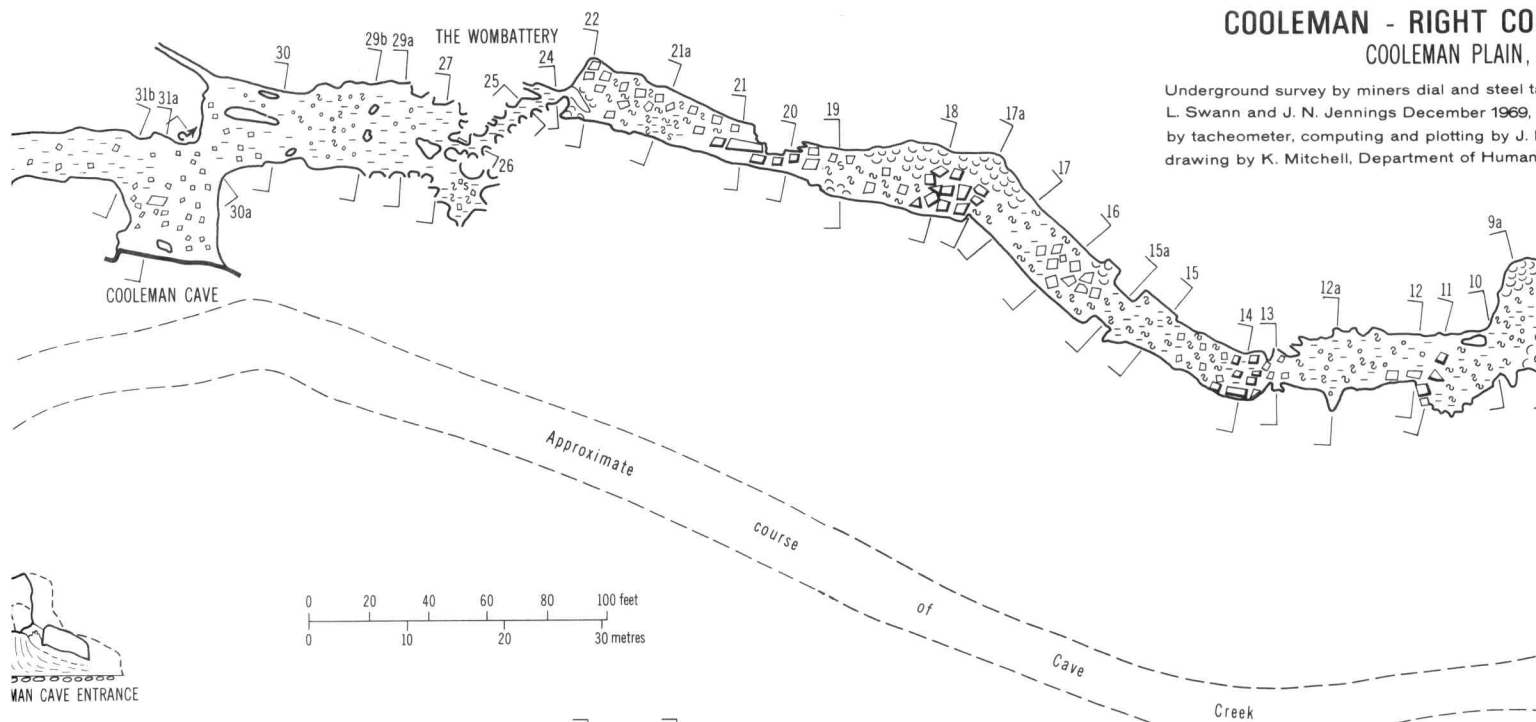 COOLEMAN - RIGHT CO
COOLEMAN PLAIN,
Underground survey by miners dial and steel ta
L. Swann and J. N. Jennings December 1969,
by tacheometer, computing and plotting by J.
drawing by K. Mitchell, Department of Human
THE WOMBATTERY
22
21a
21
20
19
18
17a
17
16
15a
15
14
13
12a
12
11
10
9a
24
25
26
27
29a
29b
30
30a
31a
31b
COOLEMAN CAVE
Approximate
course
of
Cave
Creek
0 20 40 60 80 100 feet
0 10 20 30 metres
MAN CAVE ENTRANCE